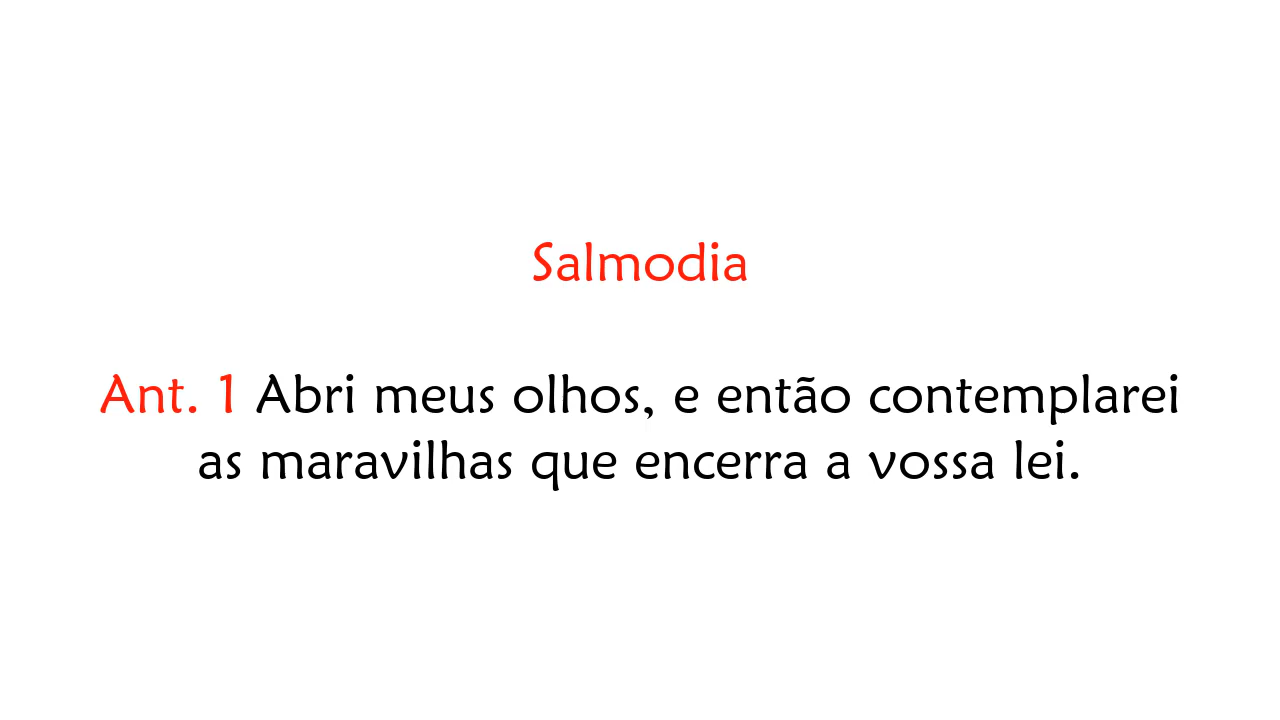 Salmodia
Ant. 1 Abri meus olhos, e então contemplarei
as maravilhas que encerra a vossa lei.